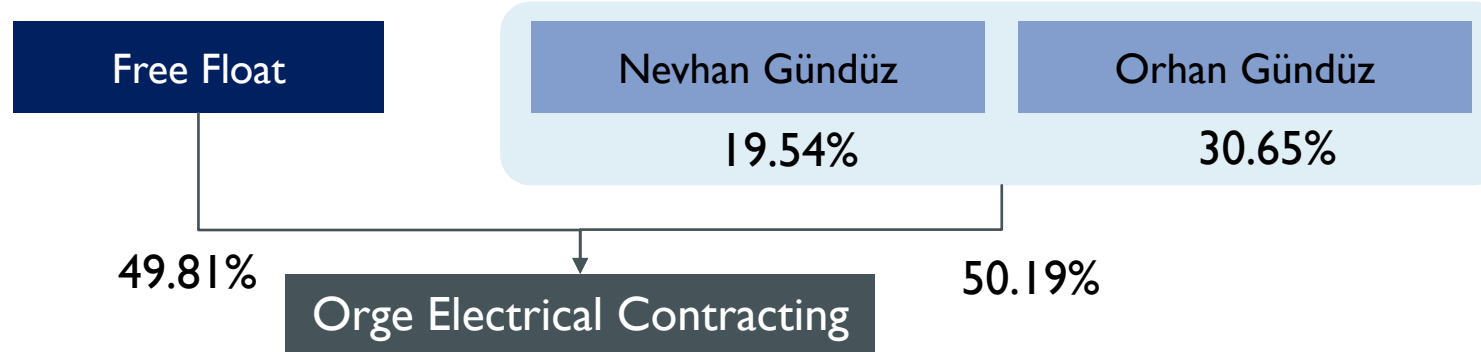 Free Float
Nevhan Gündüz
Orhan Gündüz
19.54%
30.65%
49.81%
50.19%
Orge Electrical Contracting